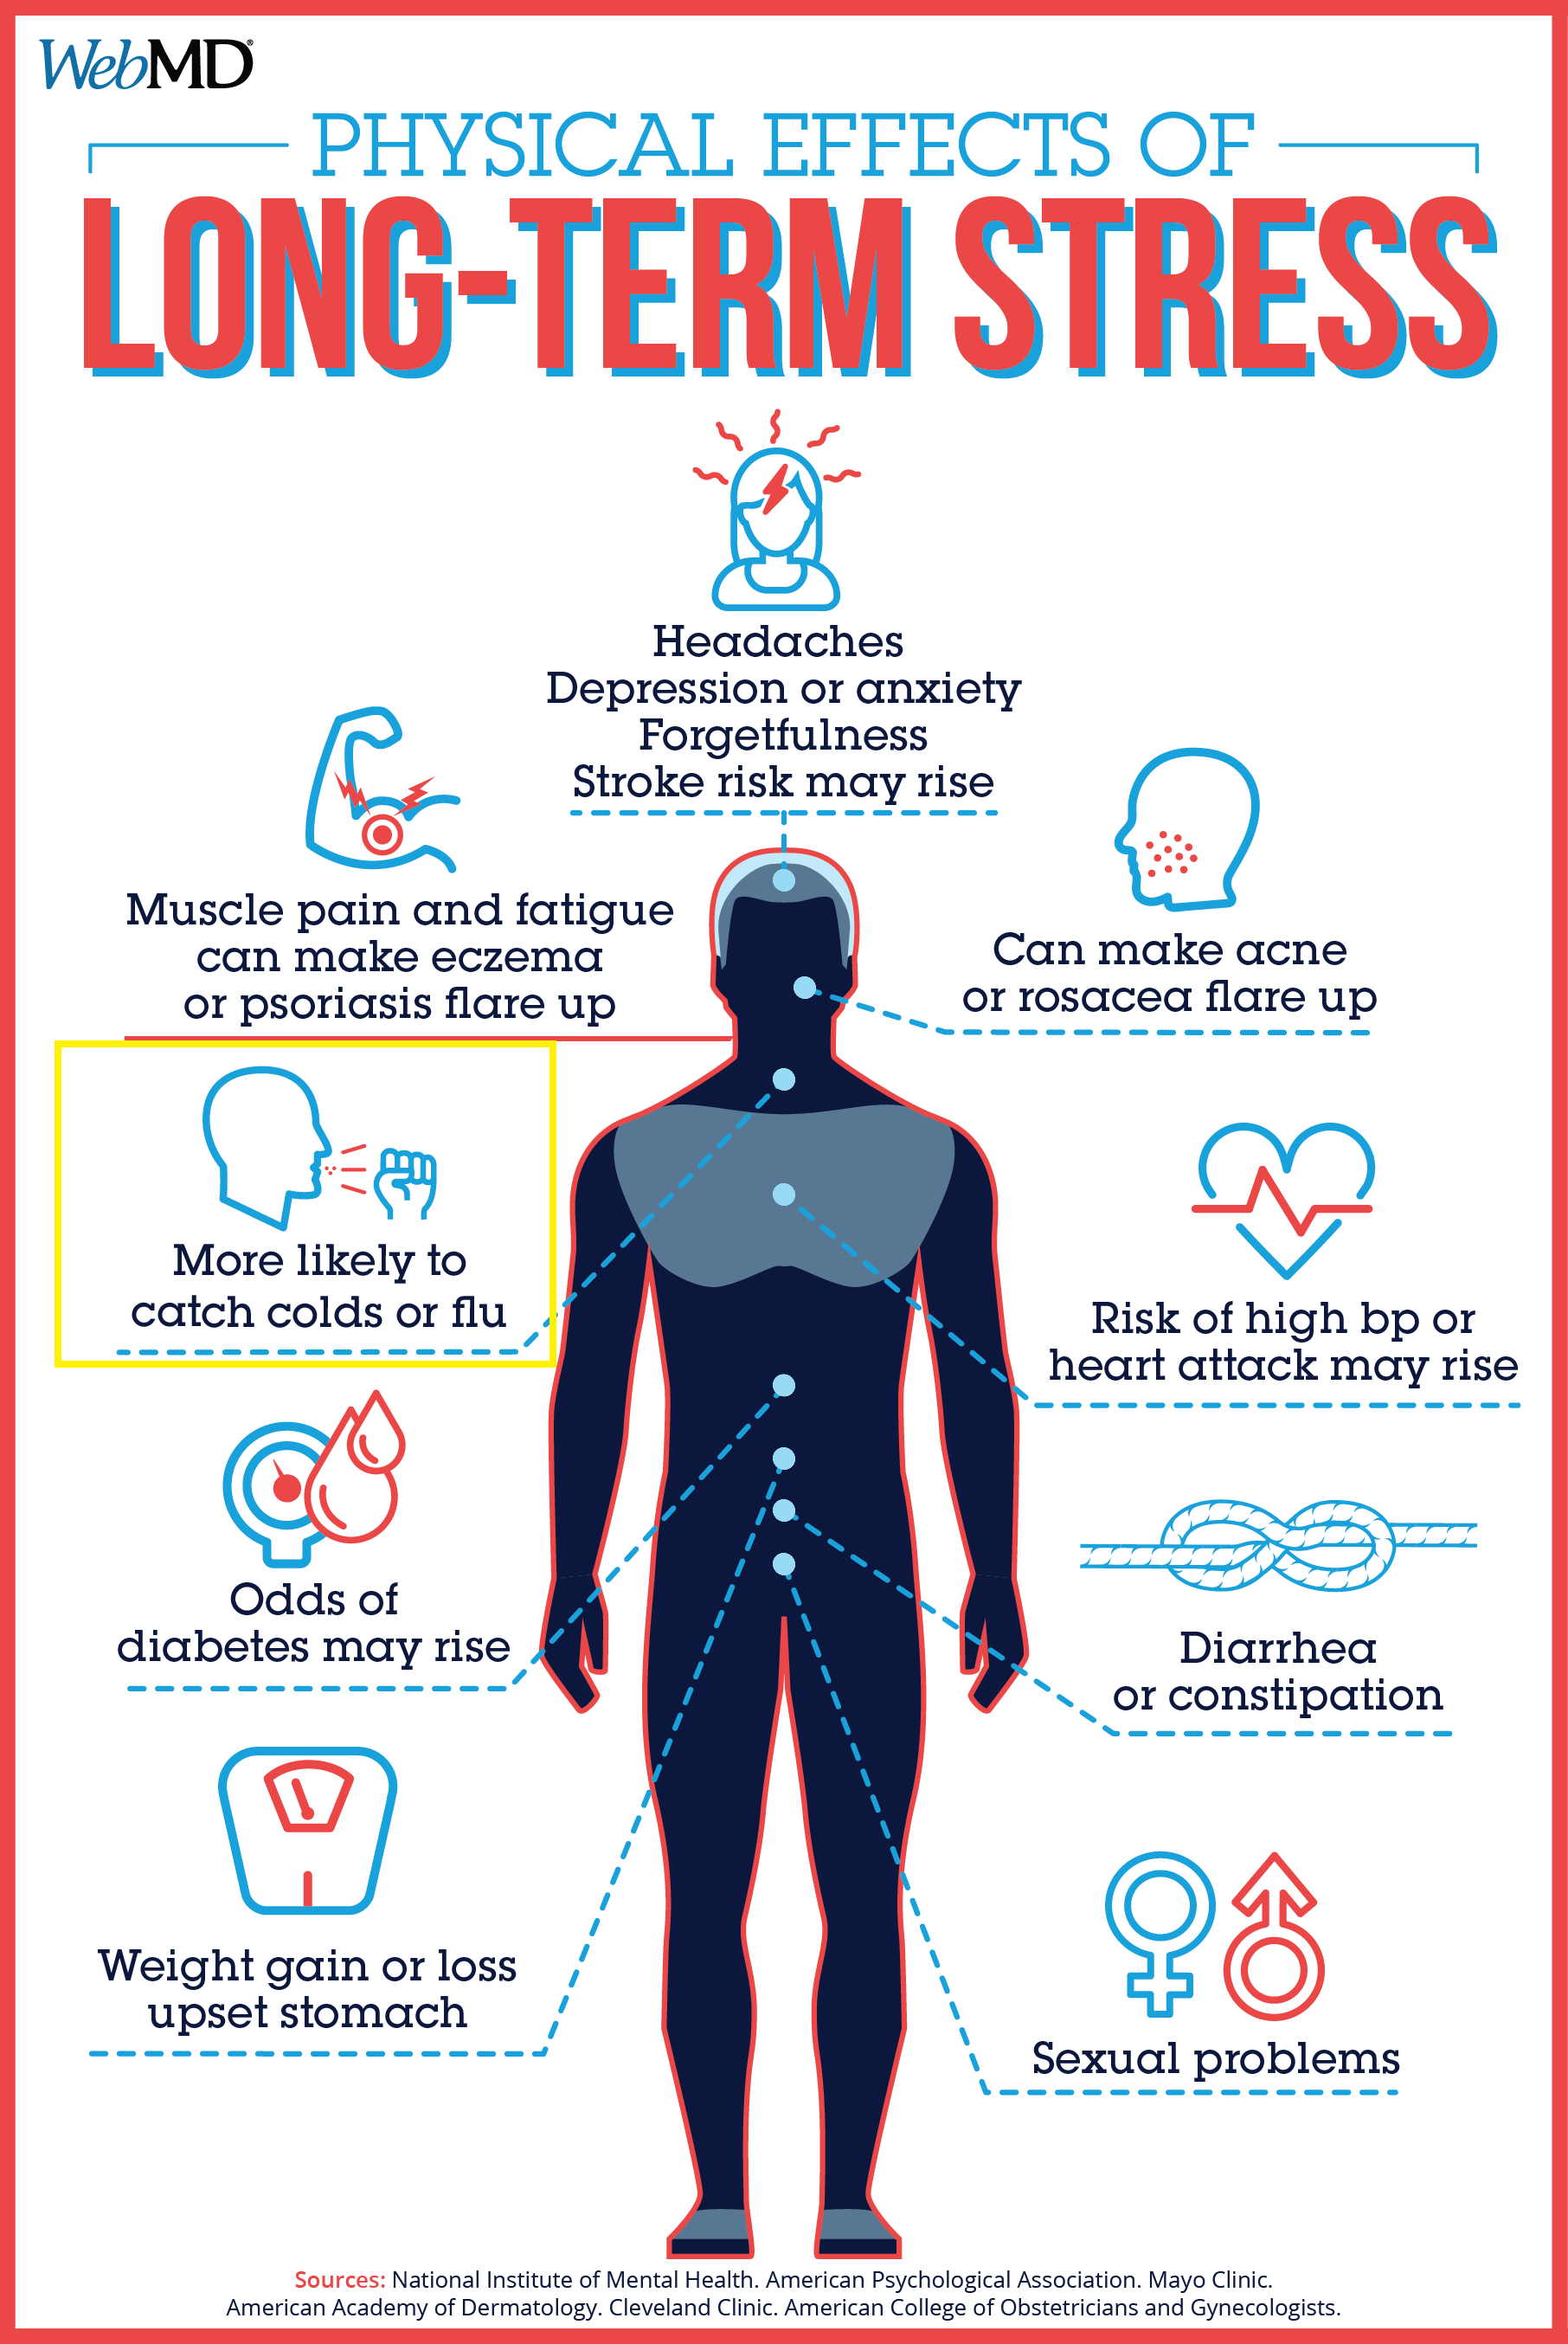 WebMD®
PHYSICAL EFFECTS OF
LONG-TERM STRESS
Headaches
Depression or anxiety
Forgetfulness
Stroke risk may rise
Muscle pain and fatigue
can make eczema
or psoriasis flare up
Can make acne
or rosacea flare up
More likely to
catch colds or flu
Risk of high bp or
heart attack may rise
Odds of
diabetes may rise
Diarrhea
or constipation
Weight gain or loss
upset stomach
Sexual problems
Sources: National Institute of Mental Health. American Psychological Association. Mayo Clinic.
American Academy of Dermatology. Cleveland Clinic. American College of Obstetricians and Gynecologists.